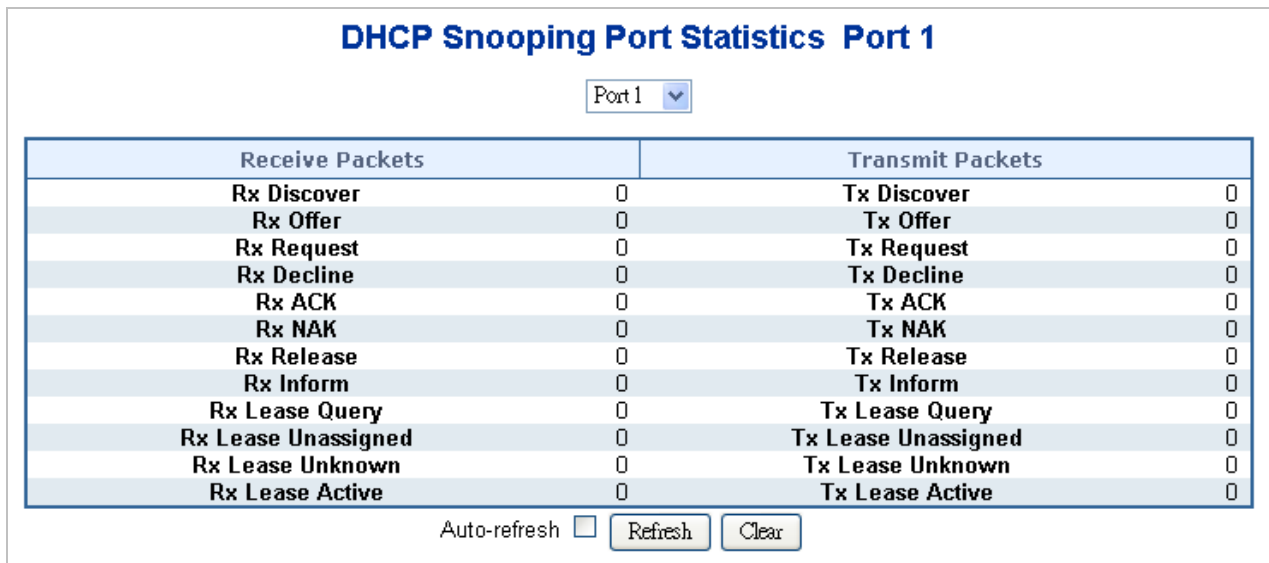 DHCP Snooping Port Statistics Port 1
Port 1
Receive Packets Transmit Packets
Rx Discover 0 Tx Discover 0
Rx Offer 0 Tx Offer 0
Rx Request 0 Tx Request 0
Rx Decline 0 Tx Decline 0
Rx ACK 0 Tx ACK 0
Rx NAK 0 Tx NAK 0
Rx Release 0 Tx Release 0
Rx Inform 0 Tx Inform 0
Rx Lease Query 0 Tx Lease Query 0
Rx Lease Unassigned 0 Tx Lease Unassigned 0
Rx Lease Unknown 0 Tx Lease Unknown 0
Rx Lease Active 0 Tx Lease Active 0
Auto-refresh Refresh Clear